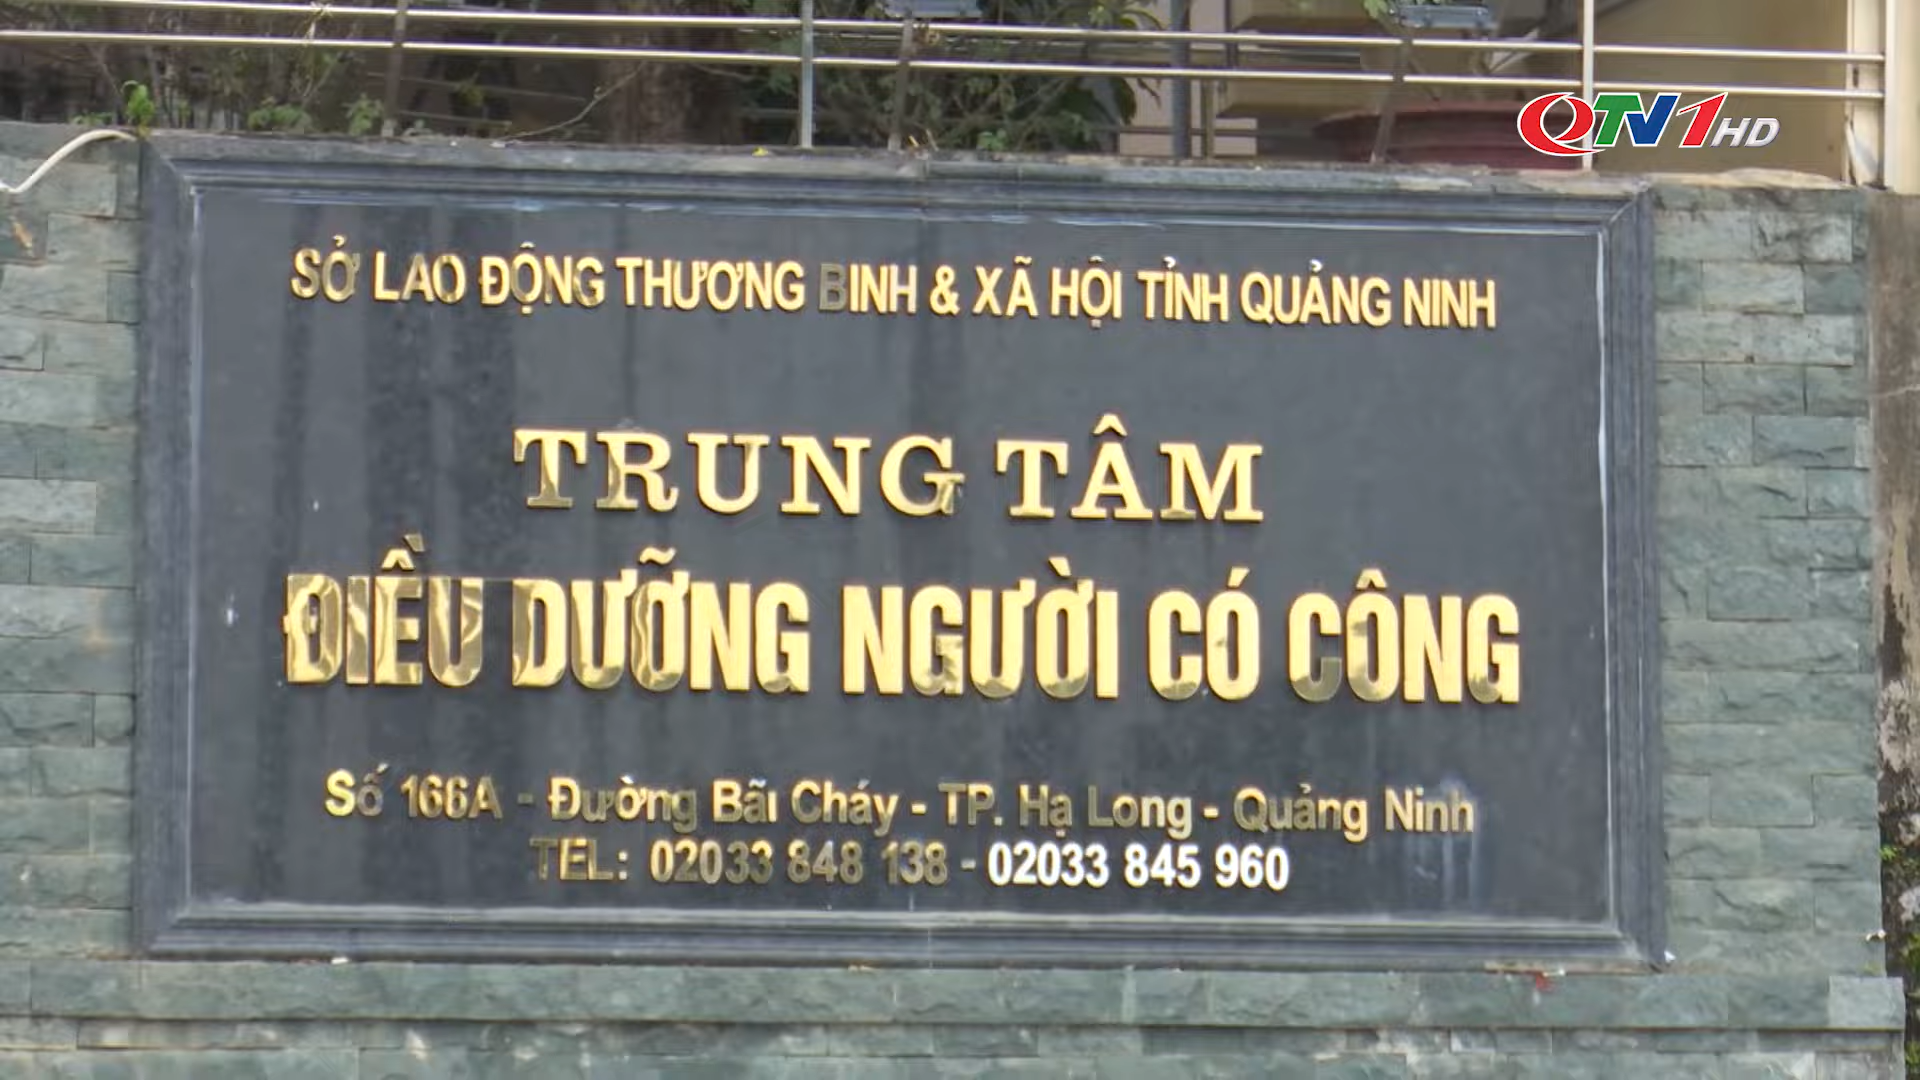 QTV1HD
SỞ LAO ĐỘNG THƯƠNG BINH & XÃ HỘI TỈNH QUẢNG NINH
TRUNG TÂM
ĐIỀU DƯỠNG NGƯỜI CÓ CÔNG
Số 166A - Đường Bãi Cháy - TP. Hạ Long - Quảng Ninh
TEL: 02033 848 138 - 02033 845 960